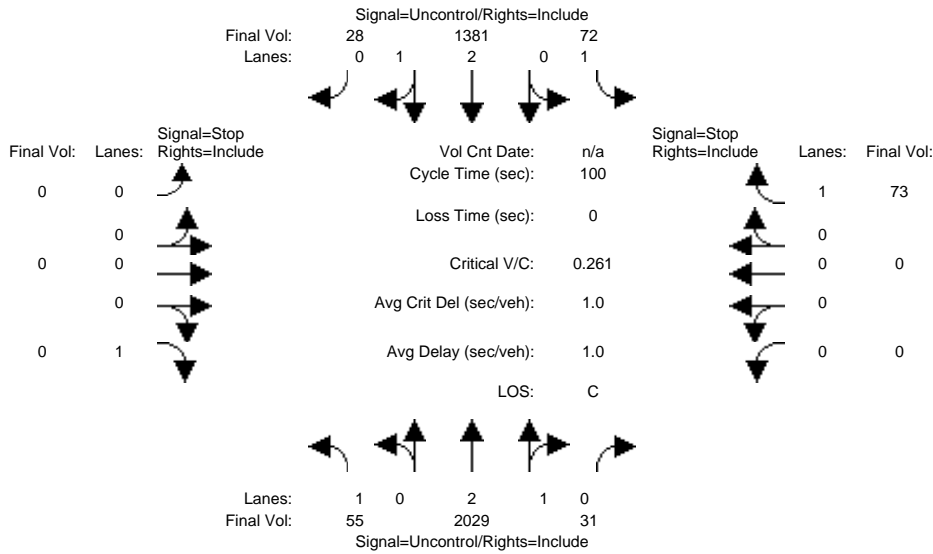 Signal=Uncontrol/Rights=Include
Final Vol: 28 1381 72
Lanes: 0 1 2 0 1
Signal=Stop
Final Vol: Lanes: Rights=Include
Vol Cnt Date: n/a
Signal=Stop
Rights=Include Lanes: Final Vol:
Cycle Time (sec): 100
0 0
1 73
Loss Time (sec): 0
0
0
0 0
Critical V/C: 0.261
0 0
0
Avg Crit Del (sec/veh): 1.0
0
0 1
Avg Delay (sec/veh): 1.0
0 0
LOS: C
Lanes: 1 0 2 1 0
Final Vol: 55 2029 31
Signal=Uncontrol/Rights=Include